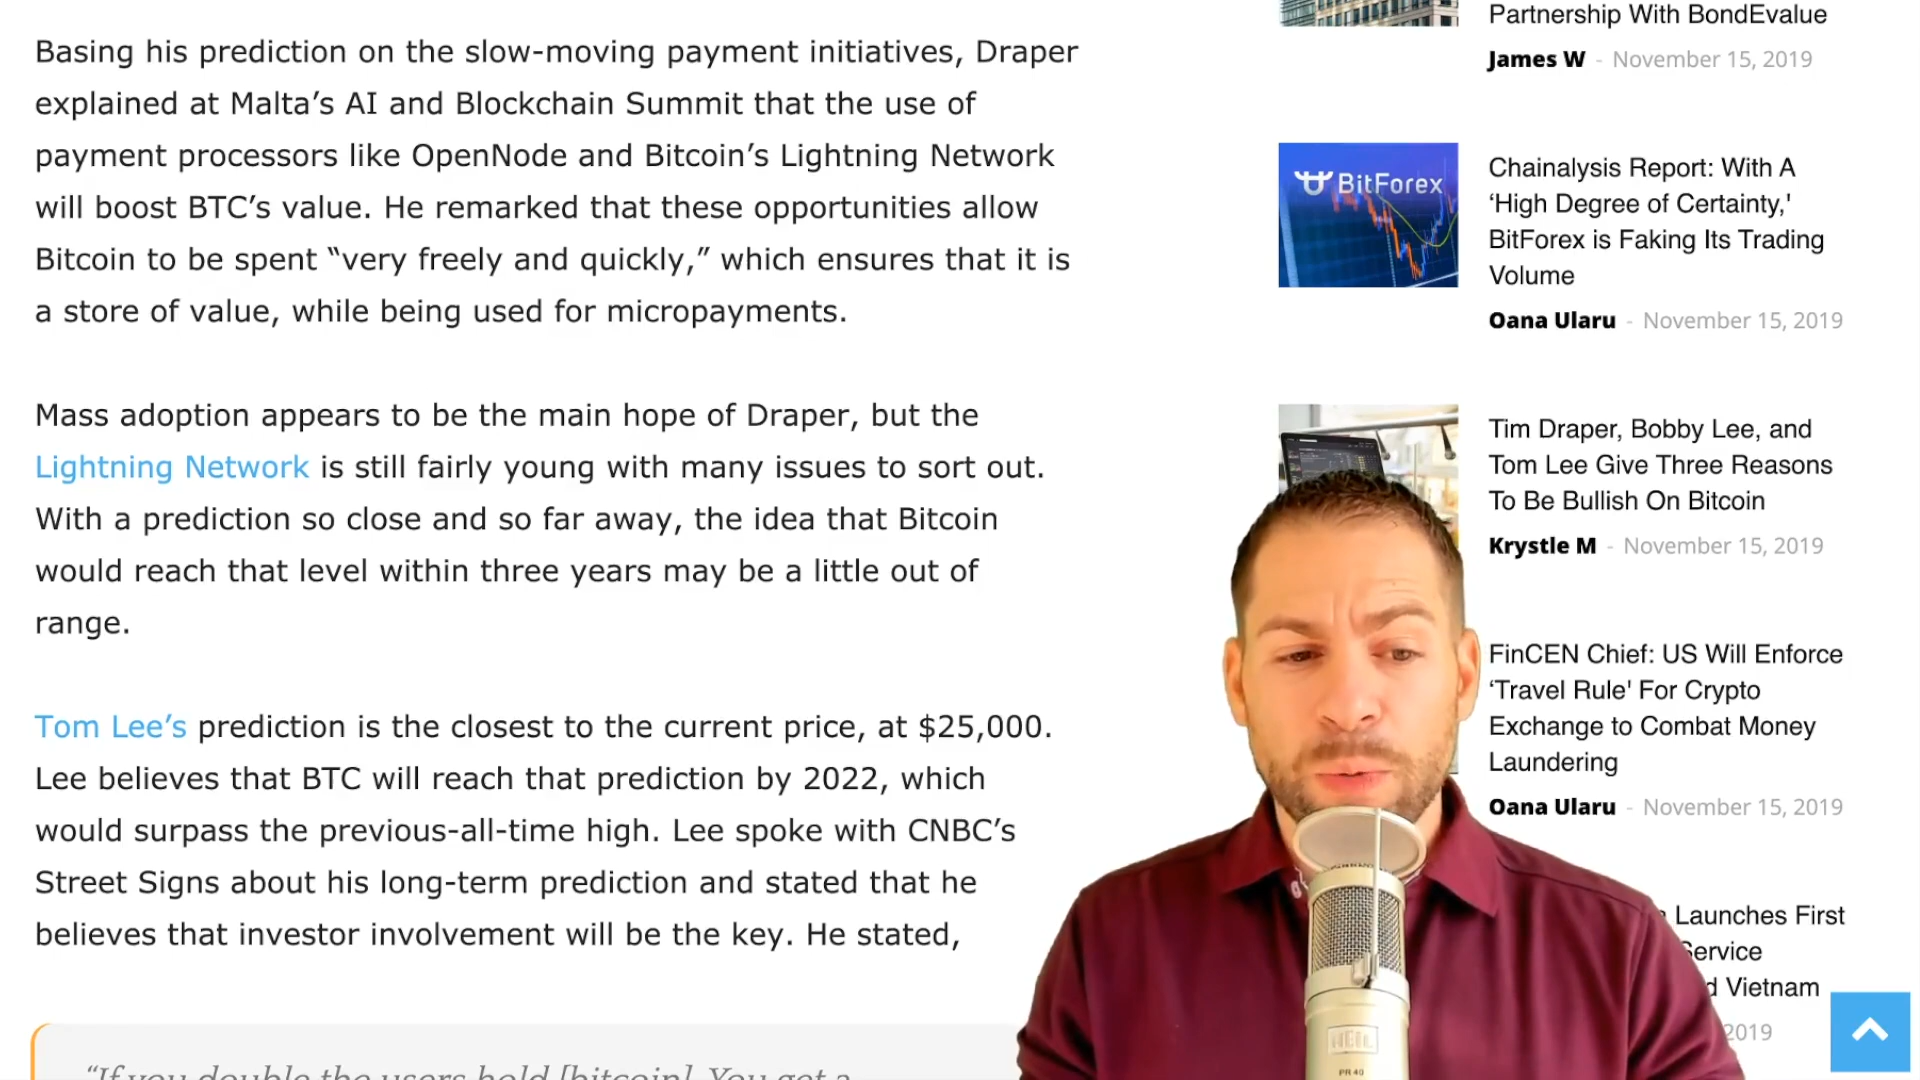 Basing his prediction on the slow-moving payment initiatives, Draper
explained at Malta’s AI and Blockchain Summit that the use of
payment processors like OpenNode and Bitcoin’s Lightning Network
will boost BTC’s value. He remarked that these opportunities allow
Bitcoin to be spent “very freely and quickly,” which ensures that it is
a store of value, while being used for micropayments.
Mass adoption appears to be the main hope of Draper, but the
Lightning Network is still fairly young with many issues to sort out.
With a prediction so close and so far away, the idea that Bitcoin
would reach that level within three years may be a little out of
range.
Tom Lee’s prediction is the closest to the current price, at $25,000.
Lee believes that BTC will reach that prediction by 2022, which
would surpass the previous-all-time high. Lee spoke with CNBC’s
Street Signs about his long-term prediction and stated that he
believes that investor involvement will be the key. He stated,
“If you double the users hold [bitcoin]. You get a
Partnership With BondEvalue
James W - November 15, 2019
BitForex
Chainalysis Report: With A
‘High Degree of Certainty,'
BitForex is Faking Its Trading
Volume
Oana Ularu - November 15, 2019
Tim Draper, Bobby Lee, and
Tom Lee Give Three Reasons
To Be Bullish On Bitcoin
Krystle M - November 15, 2019
FinCEN Chief: US Will Enforce
‘Travel Rule' For Crypto
Exchange to Combat Money
Laundering
Oana Ularu - November 15, 2019
Launches First
Service
Vietnam
2019
HEIL
PR 40